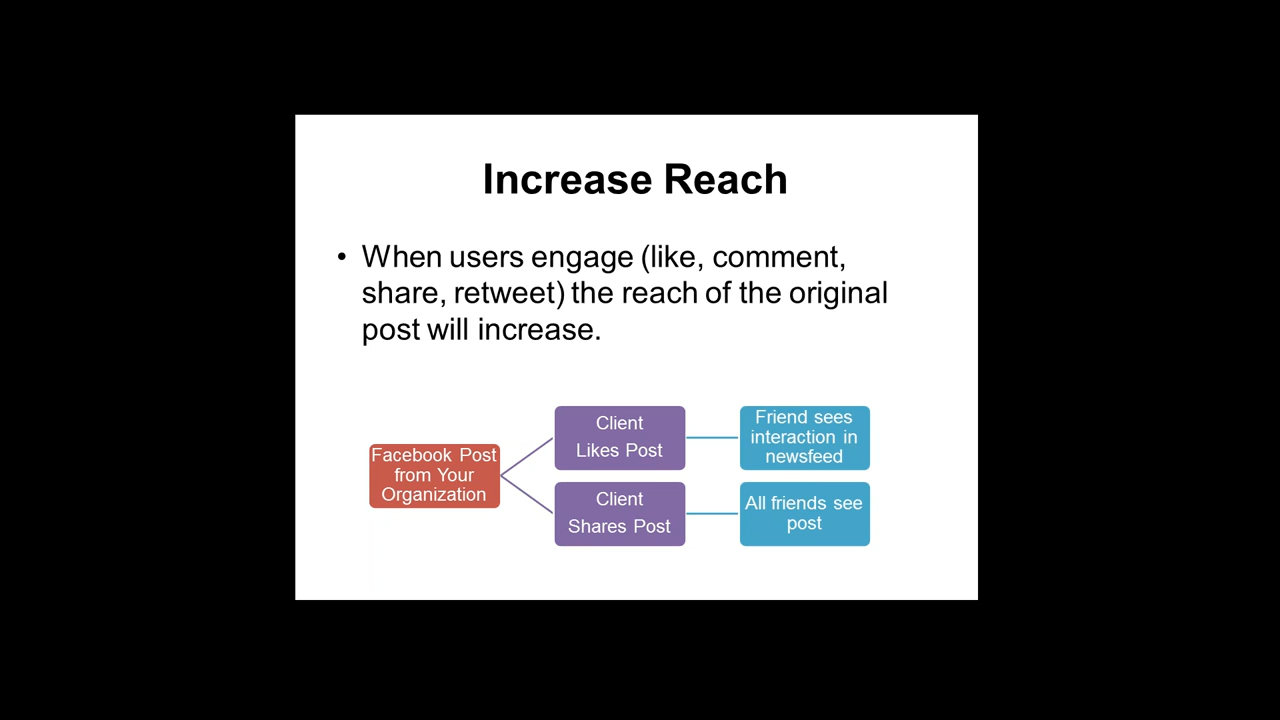 Increase Reach
• When users engage (like, comment,
share, retweet) the reach of the original
post will increase.
Facebook Post
from Your
Organization
Client
Likes Post
Friend sees
interaction in
newsfeed
Client
Shares Post
All friends see
post